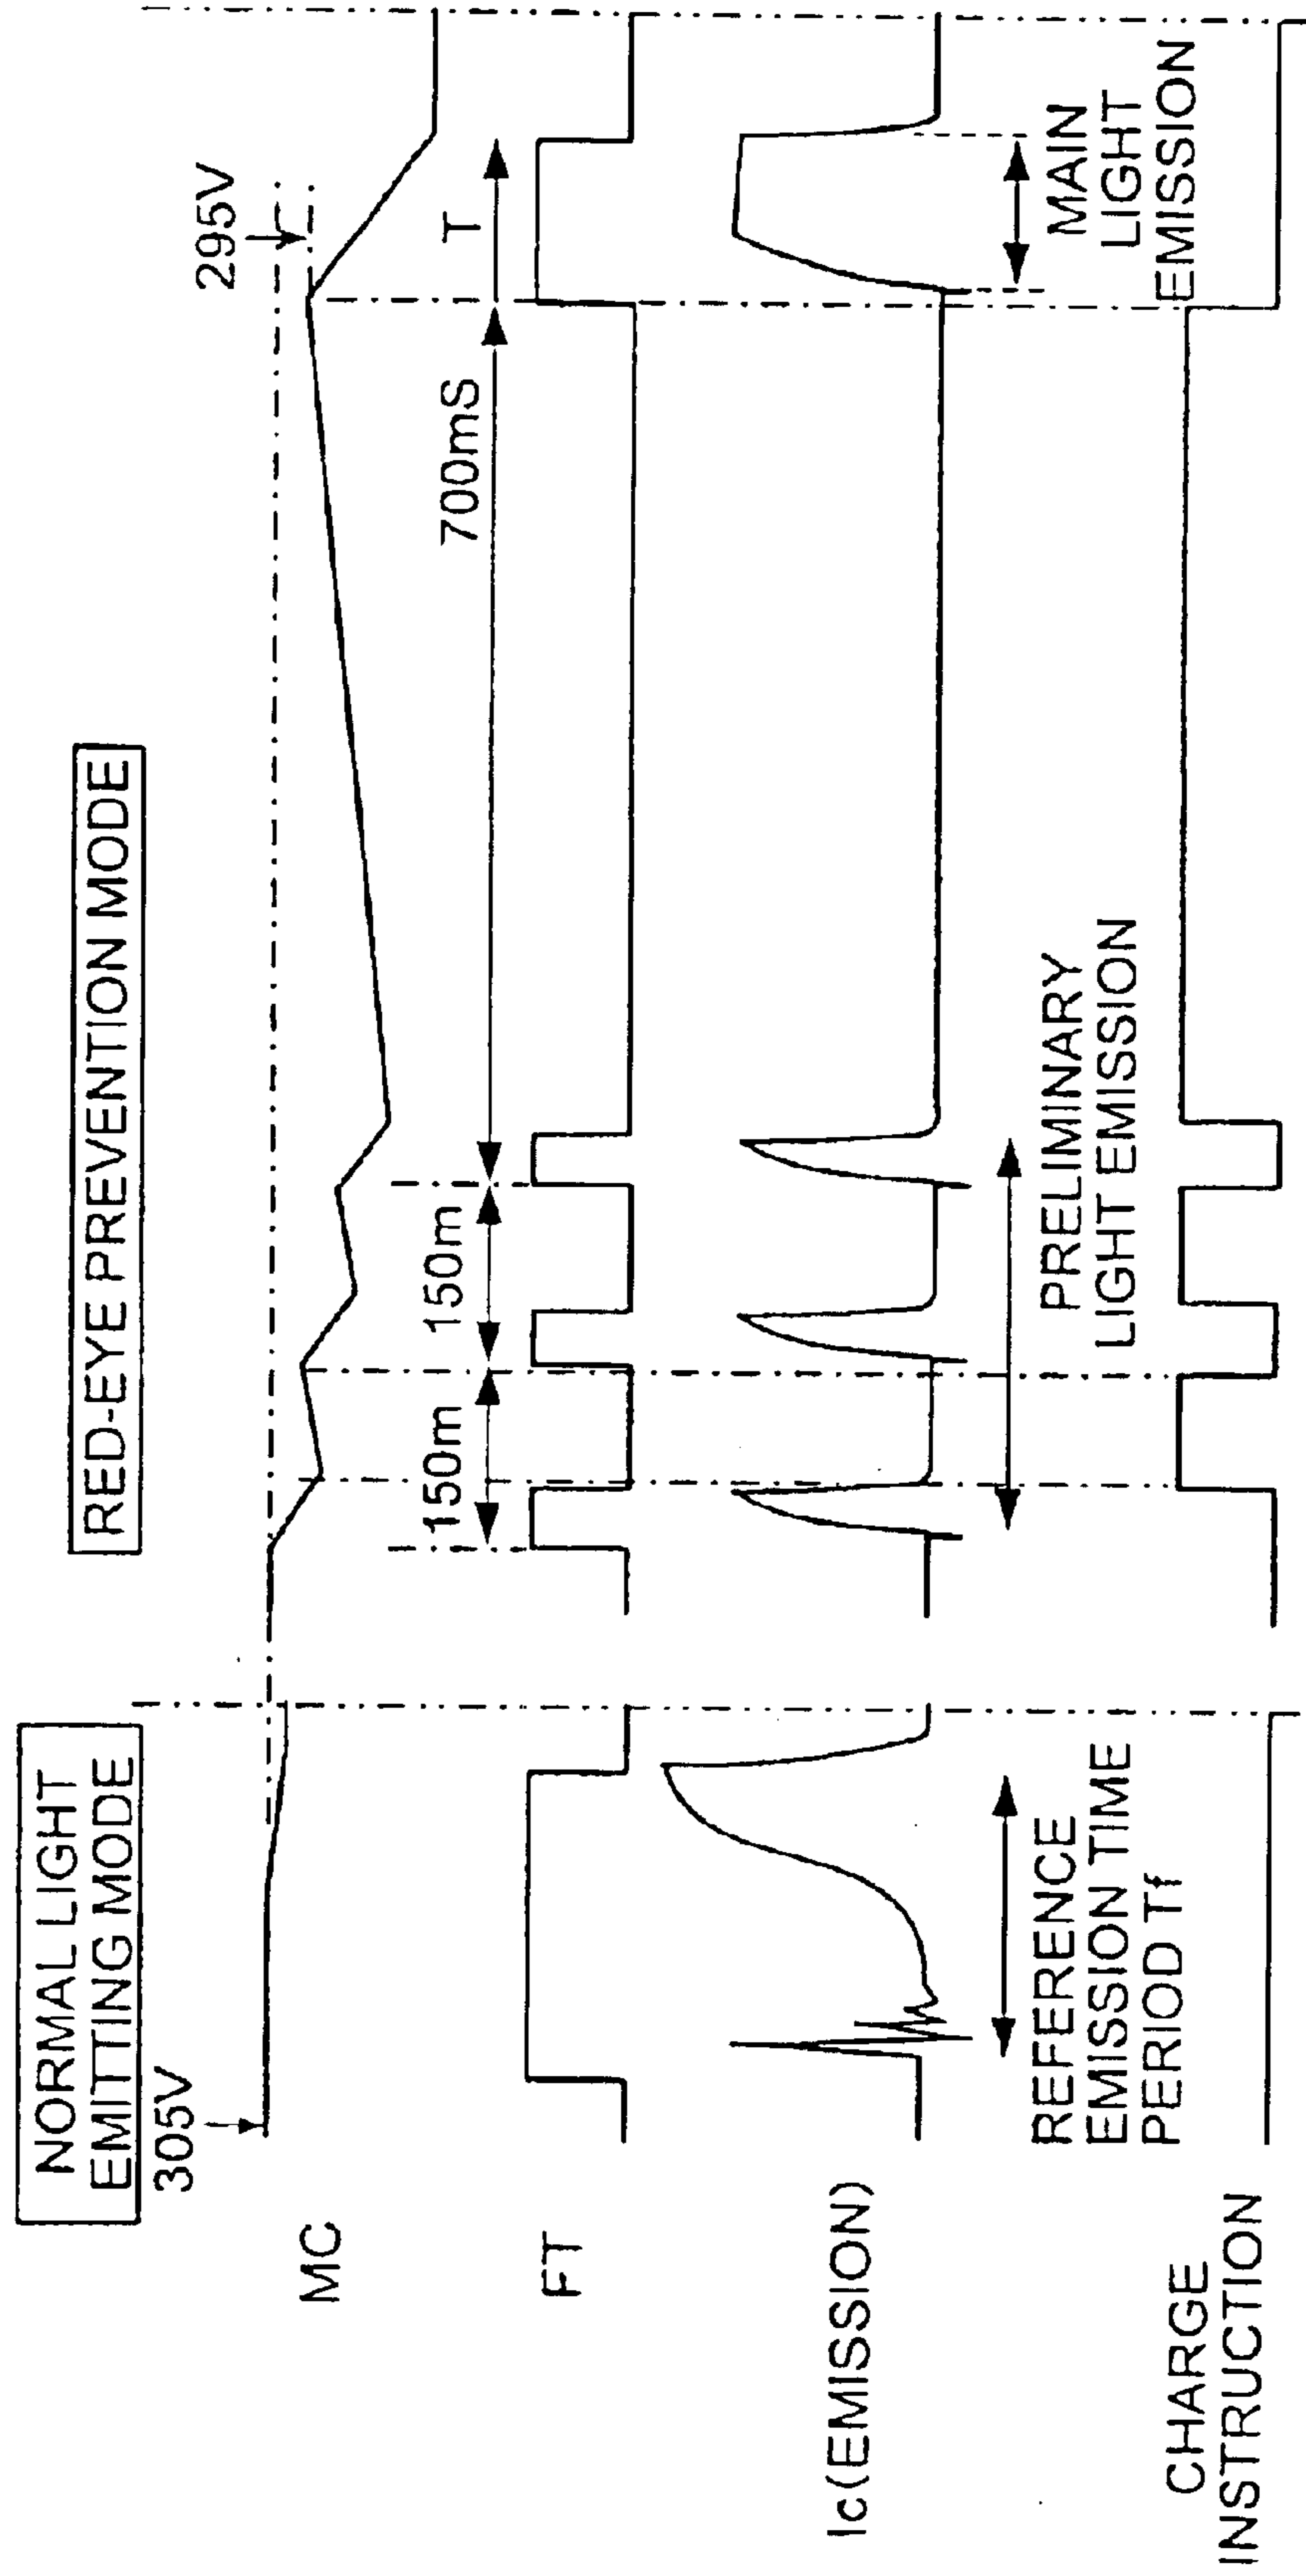 NORMAL LIGHT
EMITTING MODE
RED-EYE PREVENTION MODE
305V
295V
MC
FT
150m
150m
700mS
T
Ic(EMISSION)
REFERENCE
EMISSION TIME
PERIOD Tf
PRELIMINARY
LIGHT EMISSION
MAIN
LIGHT
EMISSION
CHARGE
INSTRUCTION